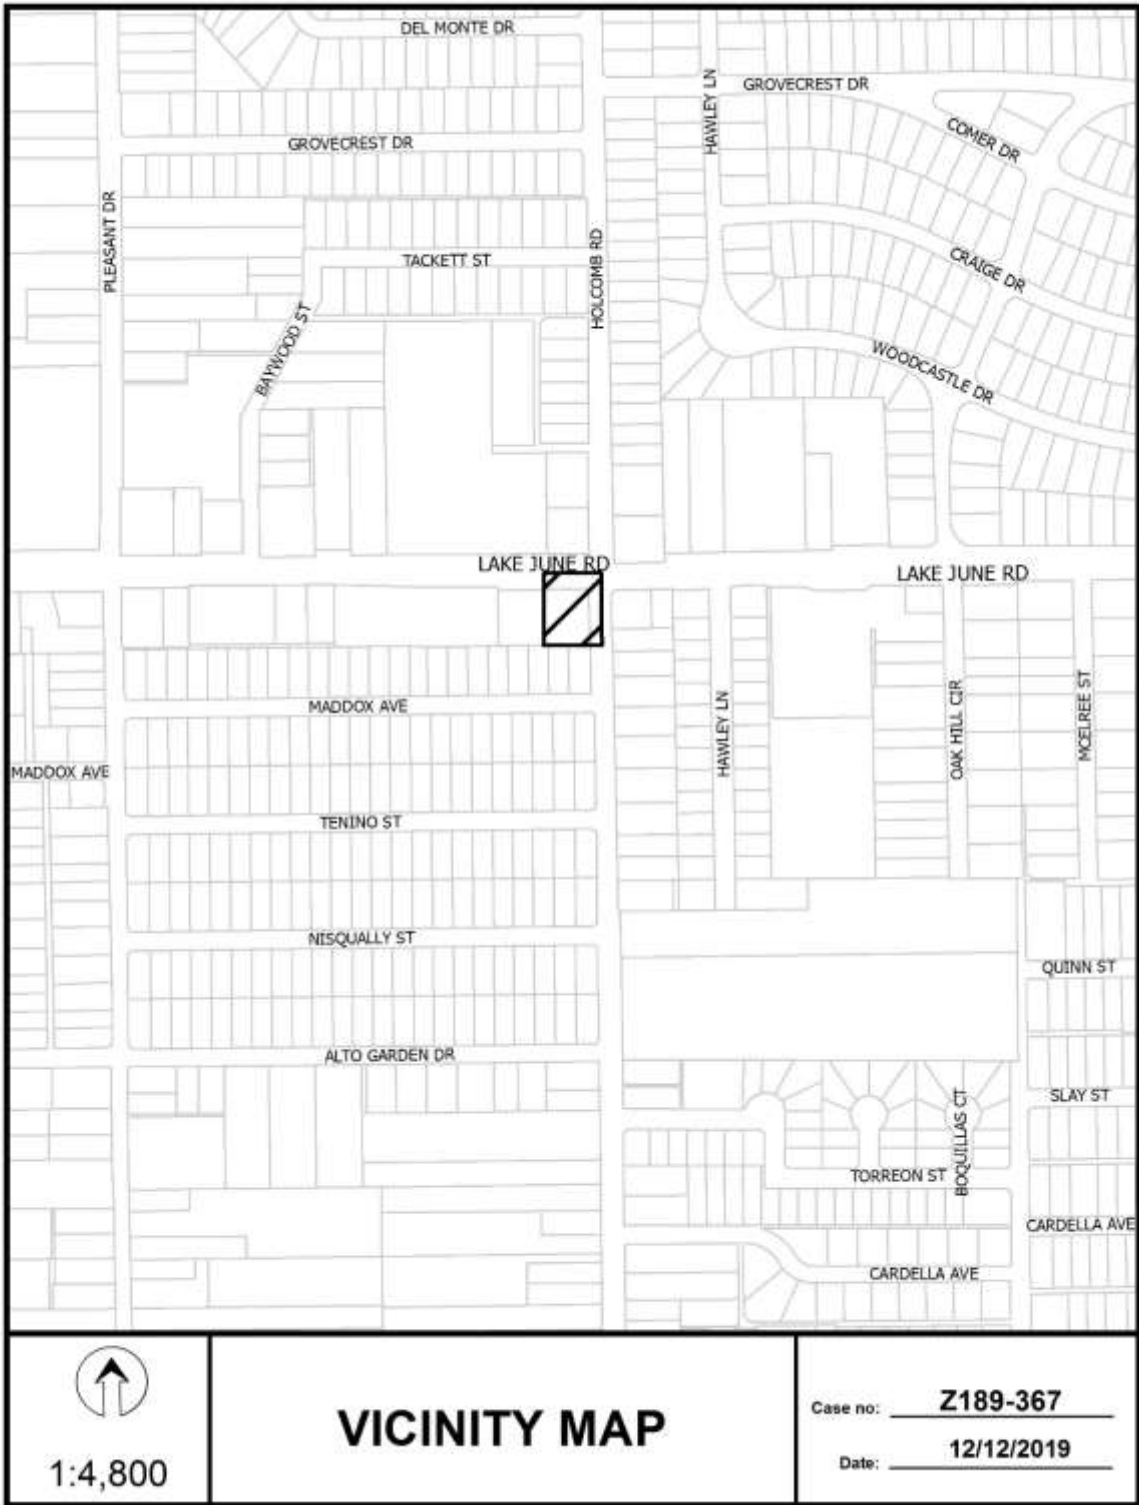 DEL MONTE DR
GROVECREST DR
HAWLEY LN
COMER DR
GROVECREST DR
PLEASANT DR
TACKETT ST
HOLCOMB RD
CRAIGE DR
BAYWOOD ST
WOODCASTLE DR
LAKE JUNE RD
LAKE JUNE RD
MADDOX AVE
HAWLEY LN
OAK HILL CIR
MCELREE ST
MADDOX AVE
TENINO ST
NISQUALLY ST
QUINN ST
ALTO GARDEN DR
SLAY ST
BOQUILLAS CT
TORREON ST
CARDELLA AVE
CARDELLA AVE
1:4,800
VICINITY MAP
Case no: Z189-367
Date: 12/12/2019